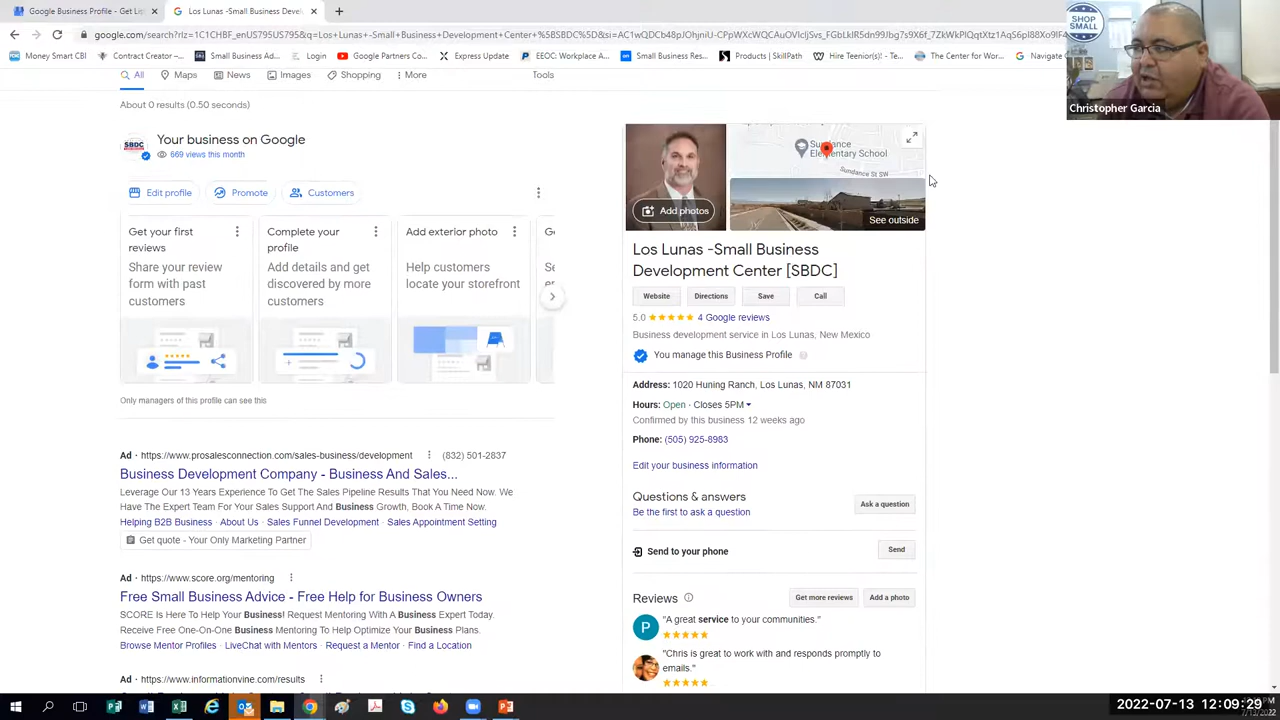 Google Business Profile - Get Lis
Los Lunas -Small Business Devel
google.com/search?rlz=1C1CHBF_enUS795US795&q=Los+Lunas+-Small+Business+Development+Center+%5BSBDC%5D&si=
Money Smart CBI
Contract Creator –
Small Business Ad
Login
Google Partners Con
Express Update
EEOC: Workplace A
Small Business Res
Products | SkillPath
Wire Teenior(s) - Te
The Center for Wor
Navigate
SHOP SMALL
Christopher Garcia
All
Maps
News
Images
Shopping
More
Tools
About 0 results (0.50 seconds)
SBDC
Your business on Google
669 views this month
Edit profile
Promote
Customers
Get your first reviews
Share your review form with past customers
Complete your profile
Add details and get discovered by more customers
Add exterior photo
Help customers locate your storefront
Only managers of this profile can see this
Ad · https://www.prosalesconnection.com/sales-business/development
(832) 501-2837
Business Development Company - Business And Sales...
Leverage Our 13 Years Experience To Get The Sales Pipeline Results That You Need Now. We
Have The Expert Team For Your Sales Support And Business Growth, Book A Time Now.
Helping B2B Business · About Us · Sales Funnel Development · Sales Appointment Setting
Get quote - Your Only Marketing Partner
Ad · https://www.score.org/mentoring
Free Small Business Advice - Free Help for Business Owners
SCORE Is Here To Help Your Business! Request Mentoring With A Business Expert Today.
Receive Free One-On-One Business Mentoring To Help Optimize Your Business Plans.
Browse Mentor Profiles · LiveChat with Mentors · Request a Mentor · Find a Location
Ad · https://www.informationvine.com/results
Add photos
Sundance
Elementary School
Sundance St SW
See outside
Los Lunas -Small Business
Development Center [SBDC]
Website
Directions
Save
Call
5.0 ★★★★★ 4 Google reviews
Business development service in Los Lunas, New Mexico
You manage this Business Profile
Address: 1020 Huning Ranch, Los Lunas, NM 87031
Hours: Open · Closes 5PM
Confirmed by this business 12 weeks ago
Phone: (505) 925-8983
Edit your business information
Questions & answers
Be the first to ask a question
Ask a question
Send to your phone
Send
Reviews
Get more reviews
Add a photo
P
"A great service to your communities."
"Chris is great to work with and responds promptly to
emails."
2022-07-13 12:09:29